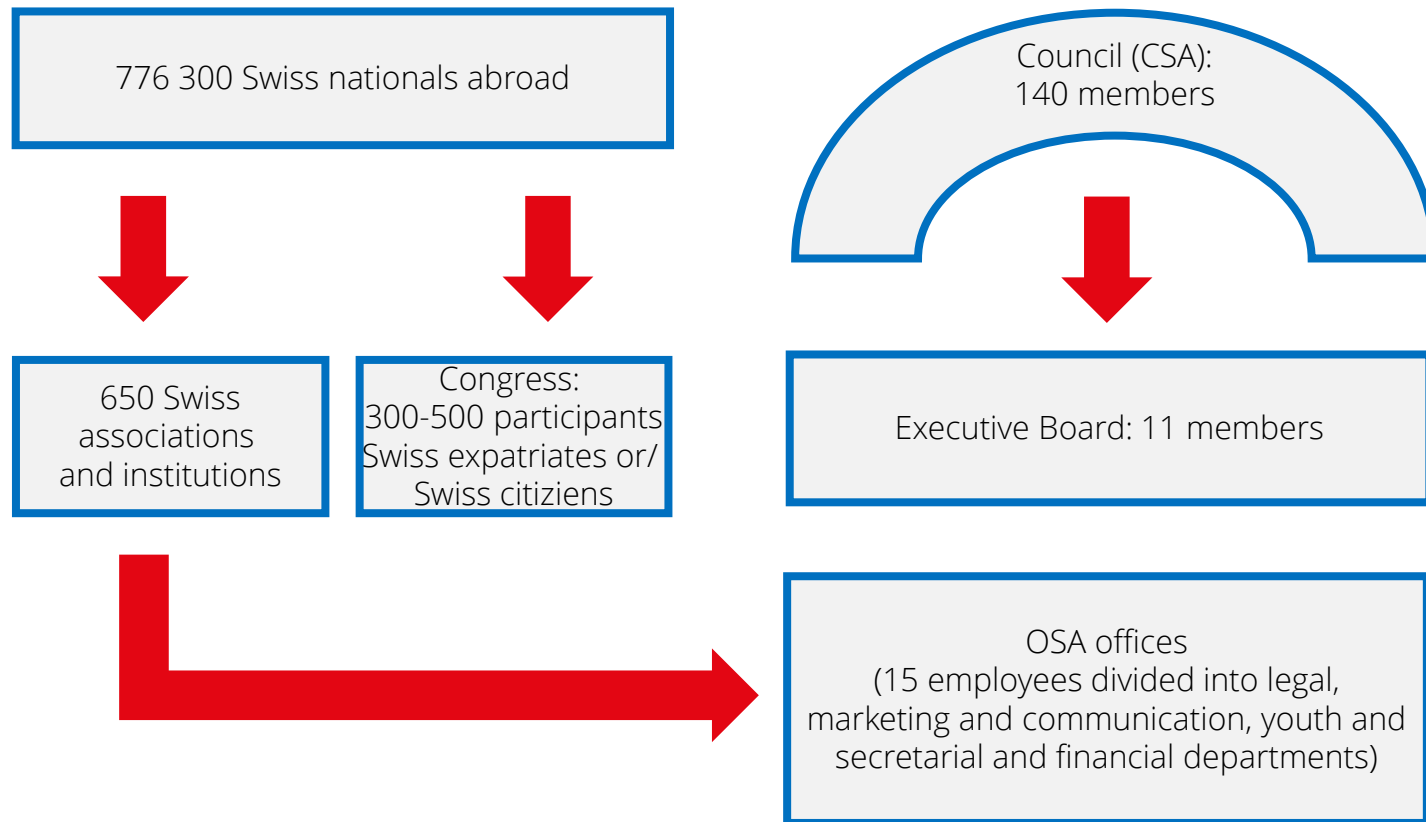 776 300 Swiss nationals abroad
Council (CSA):
140 members
650 Swiss
associations
and institutions
Congress:
300-500 participants
Swiss expatriates or/
Swiss citiziens
Executive Board: 11 members
OSA offices
(15 employees divided into legal,
marketing and communication, youth and
secretarial and financial departments)